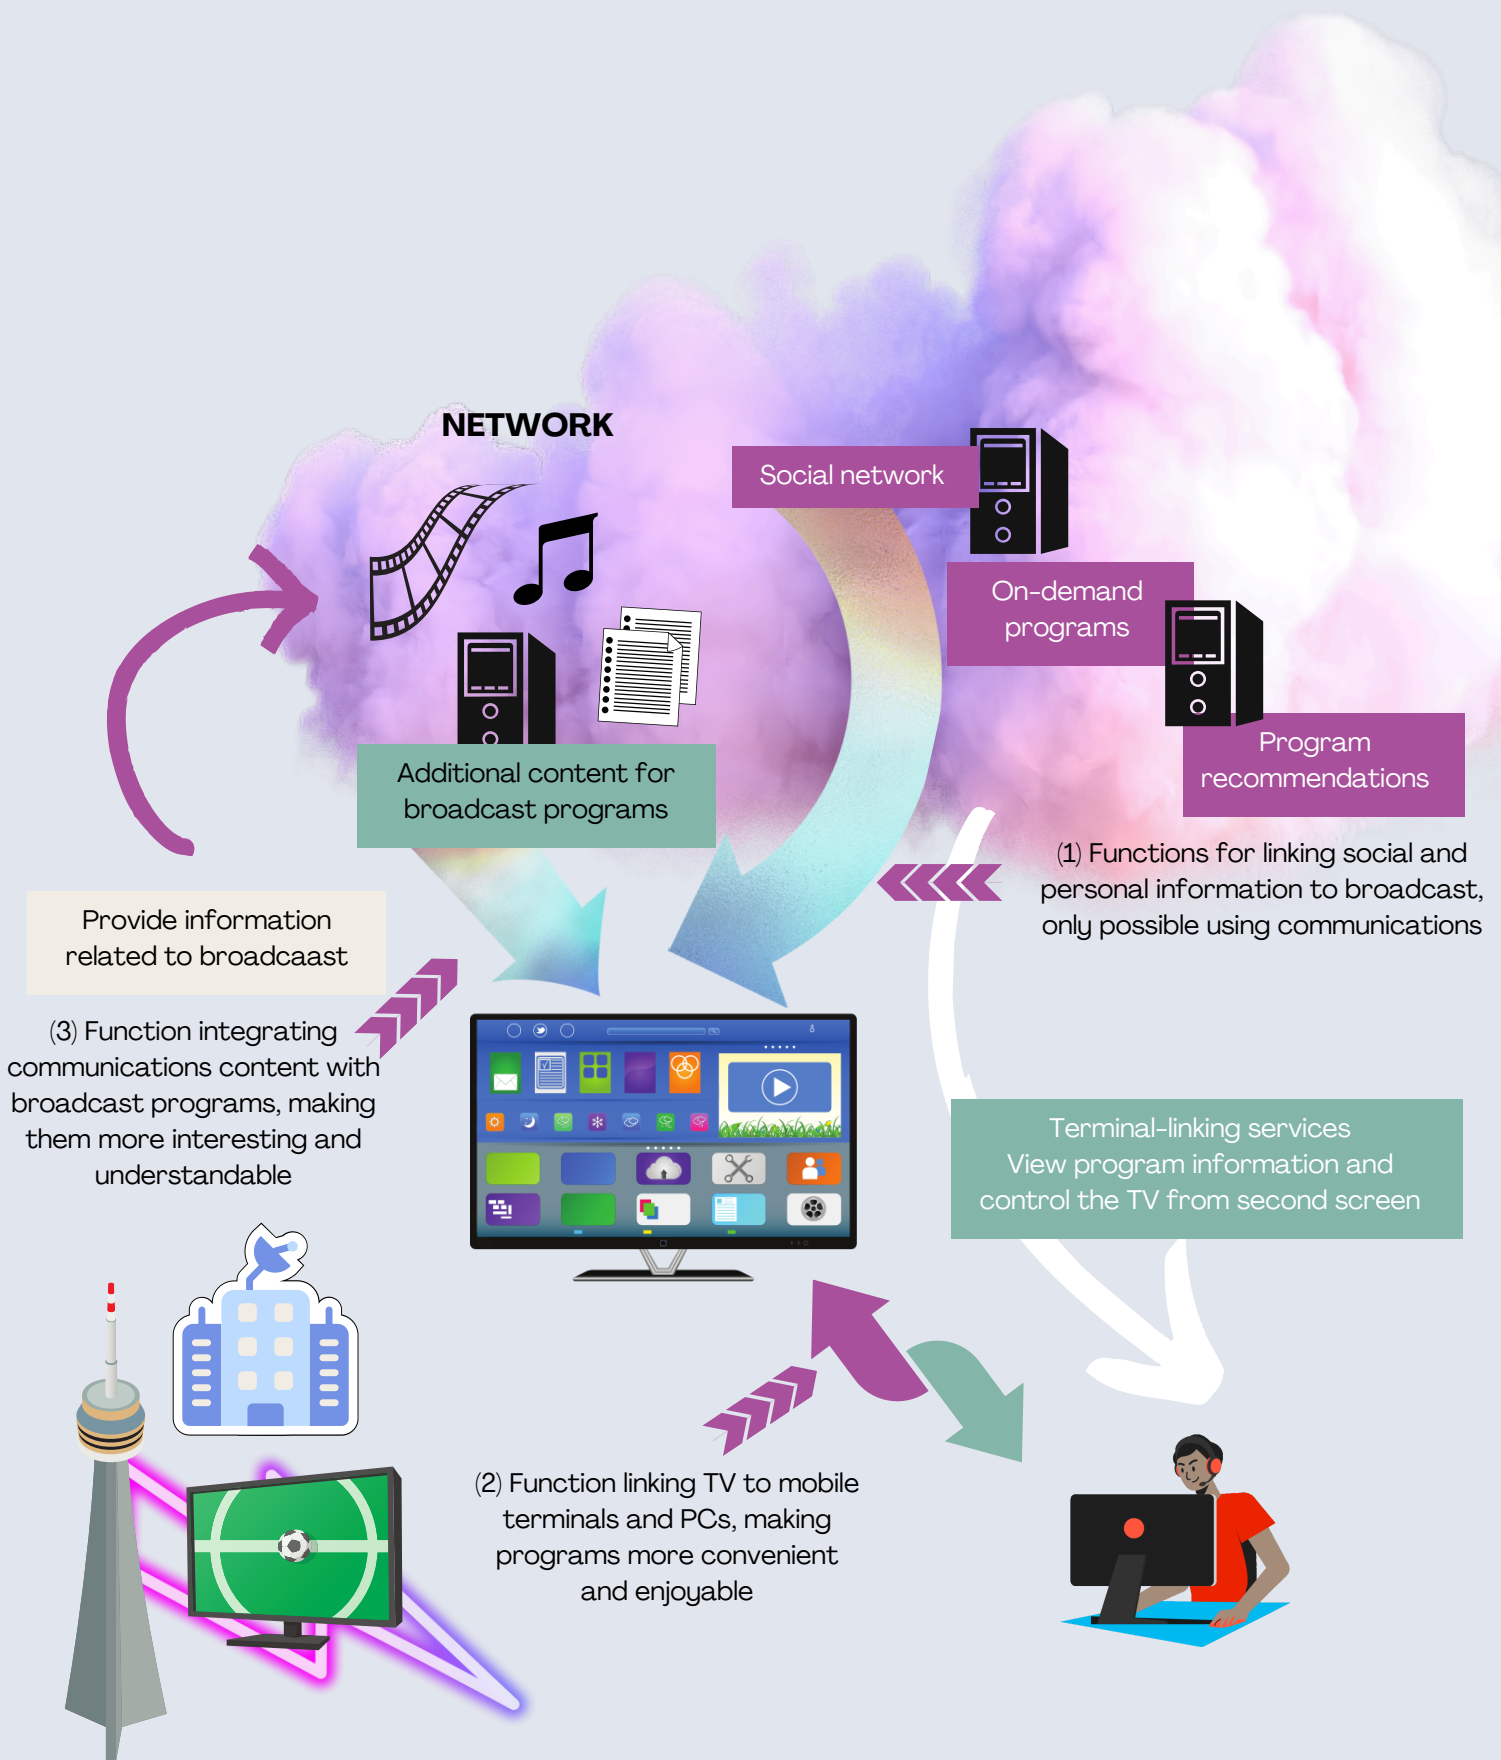 NETWORK
Social network
On-demand
programs
Program
recommendations
Additional content for
broadcast programs
(1) Functions for linking social and
personal information to broadcast,
only possible using communications
Provide information
related to broadcaast
(3) Function integrating
communications content with
broadcast programs, making
them more interesting and
understandable
Terminal-linking services
View program information and
control the TV from second screen
(2) Function linking TV to mobile
terminals and PCs, making
programs more convenient
and enjoyable